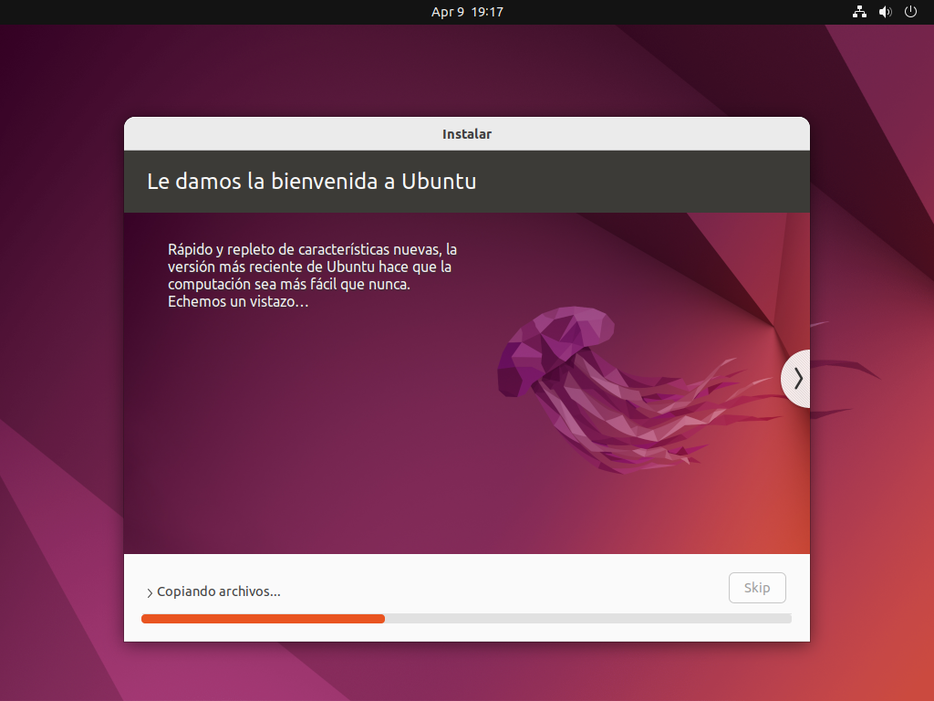 Apr 9 19:17
Instalar
Le damos la bienvenida a Ubuntu
Rápido y repleto de características nuevas, la
versión más reciente de Ubuntu hace que la
computación sea más fácil que nunca.
Echemos un vistazo…
Copiando archivos...
Skip